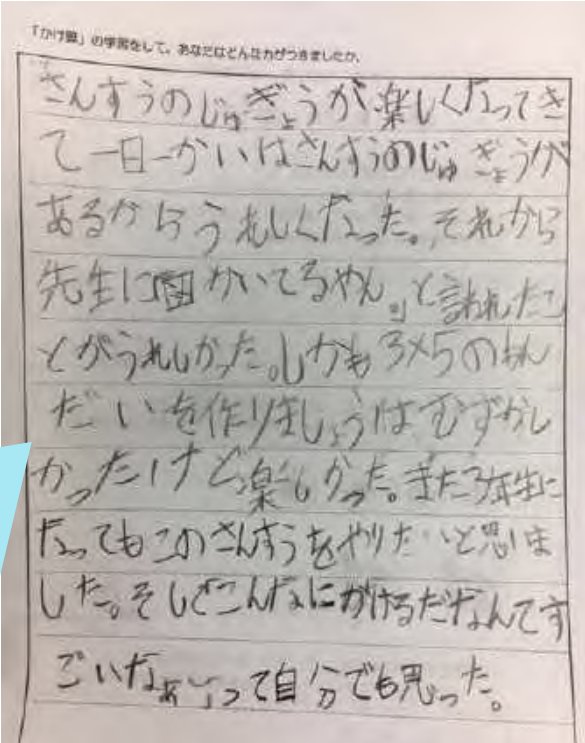 「かけ算」の学習をして、あなたはどんな力がつきましたか。
さんすうのじゅぎょうが楽しくなってき
て一日一かいはさんすうのじゅぎょうが
あるからうれしくなった。それから
先生に「図かいてるやん。」と言われたこ
とがうれしかった。しかも3×5のもん
だいを作りましょうはむずかし
かったけど楽しかった。また3年生に
なってもこのさんすうをやりたいと思いま
した。そしてこんなにかけるだなんてす
ごいなぁーって自分でも思った。